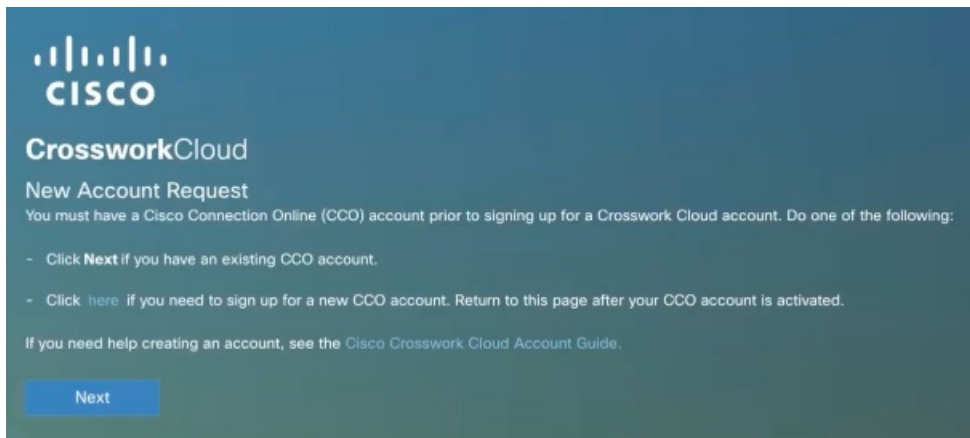 CISCO
CrossworkCloud
New Account Request
You must have a Cisco Connection Online (CCO) account prior to signing up for a Crosswork Cloud account. Do one of the following:
- Click Next if you have an existing CCO account.
- Click here if you need to sign up for a new CCO account. Return to this page after your CCO account is activated.
If you need help creating an account, see the Cisco Crosswork Cloud Account Guide.
Next